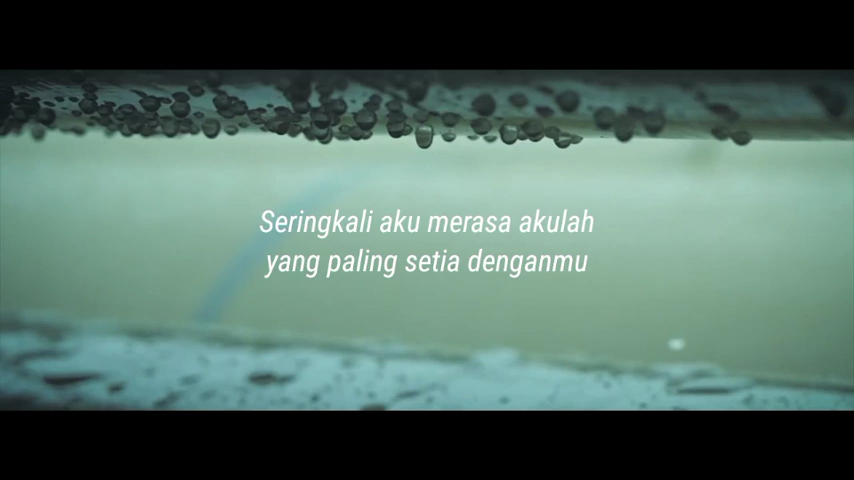 Seringkali aku merasa akulah
yang paling setia denganmu